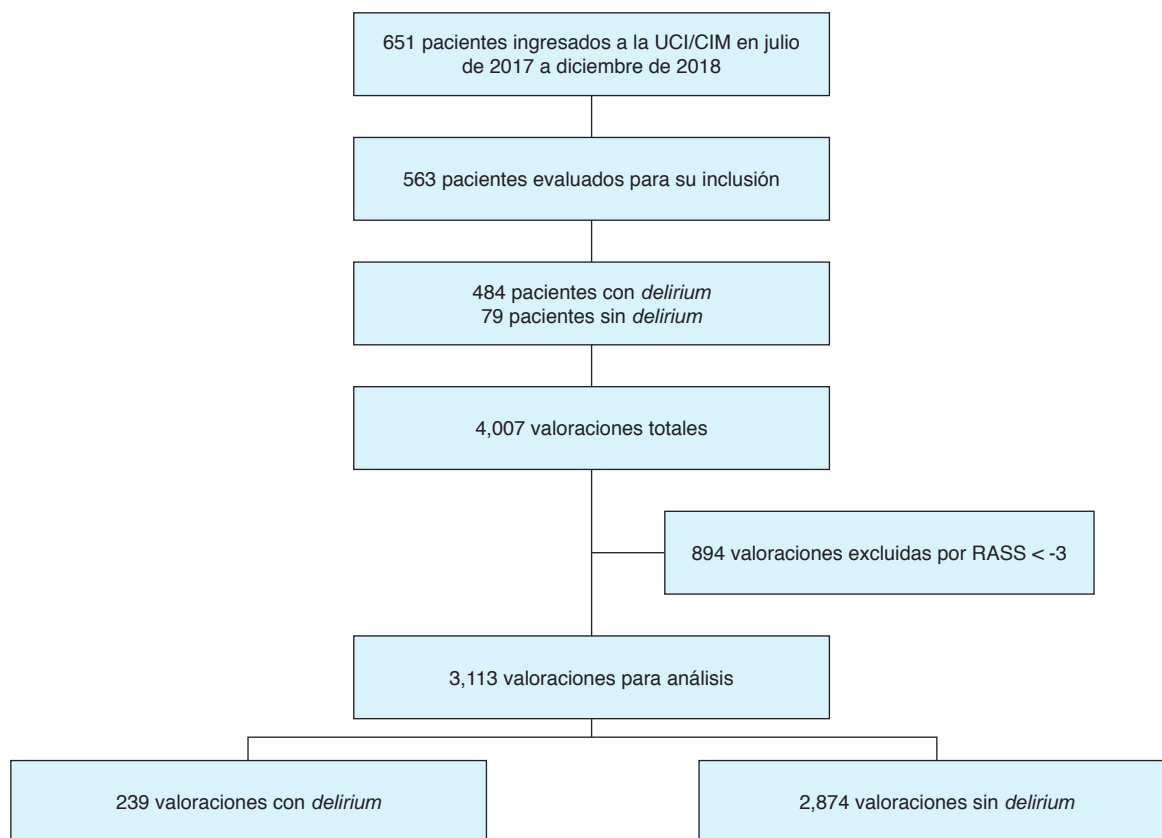 651 pacientes ingresados a la UCI/CIM en julio
de 2017 a diciembre de 2018
563 pacientes evaluados para su inclusión
484 pacientes con delirium
79 pacientes sin delirium
4,007 valoraciones totales
894 valoraciones excluidas por RASS < -3
3,113 valoraciones para análisis
239 valoraciones con delirium
2,874 valoraciones sin delirium